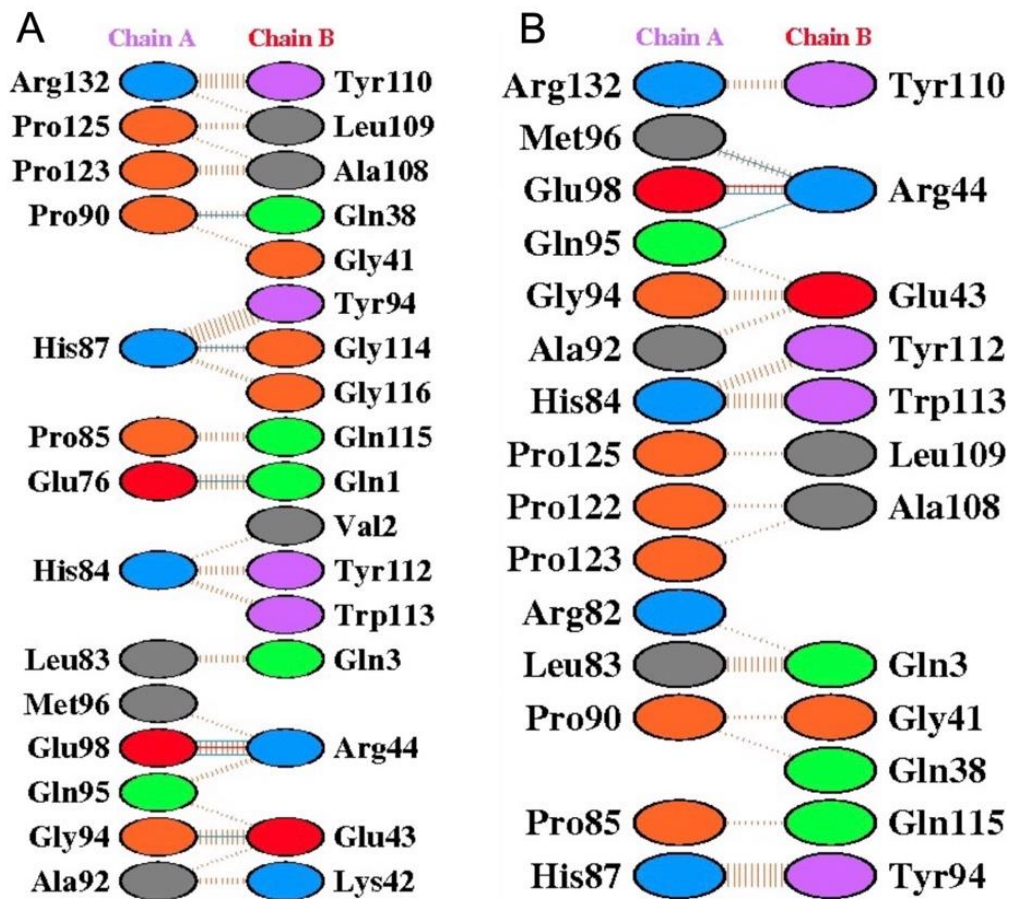 A
Chain A Chain B
Arg132 Tyr110
Pro125 Leu109
Pro123 Ala108
Pro90 Gln38
Gly41
Tyr94
His87 Gly114
Gly116
Pro85 Gln115
Glu76 Gln1
Val2
His84 Tyr112
Trp113
Leu83 Gln3
Met96
Glu98 Arg44
Gln95
Gly94 Glu43
Ala92 Lys42
B
Chain A Chain B
Arg132 Tyr110
Met96
Glu98 Arg44
Gln95
Gly94 Glu43
Ala92 Tyr112
His84 Trp113
Pro125 Leu109
Pro122 Ala108
Pro123
Arg82
Leu83 Gln3
Pro90 Gly41
Gln38
Pro85 Gln115
His87 Tyr94